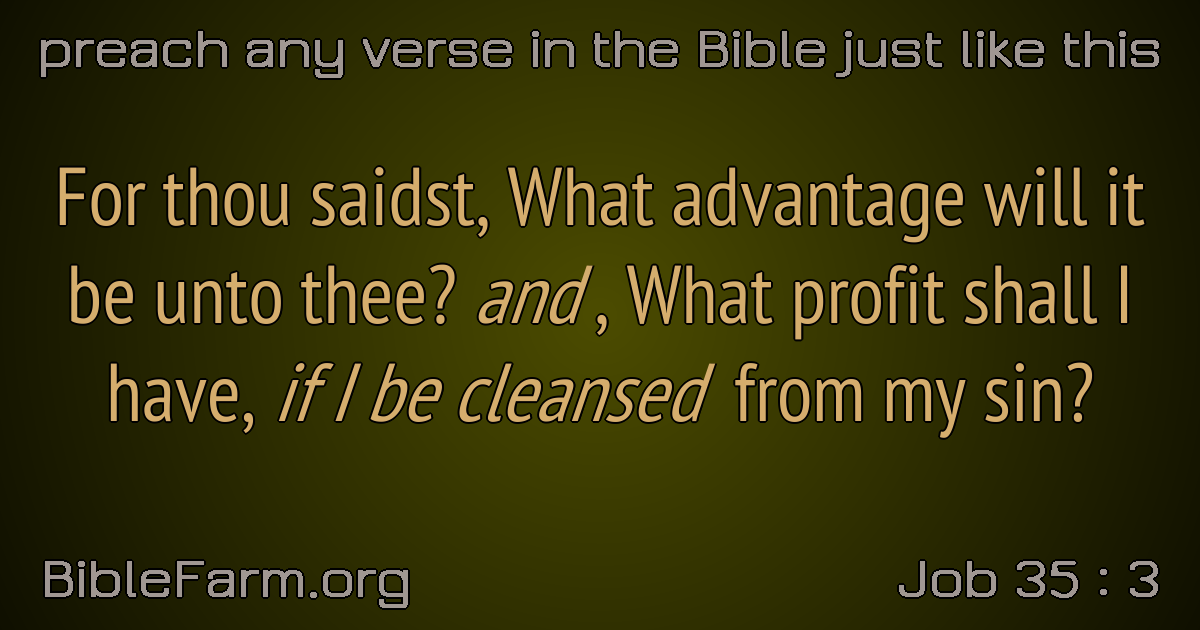 preach any verse in the Bible just like this
For thou saidst, What advantage will it
be unto thee? and , What profit shall I
have, if I be cleansed from my sin?
BibleFarm.org
Job 35 : 3